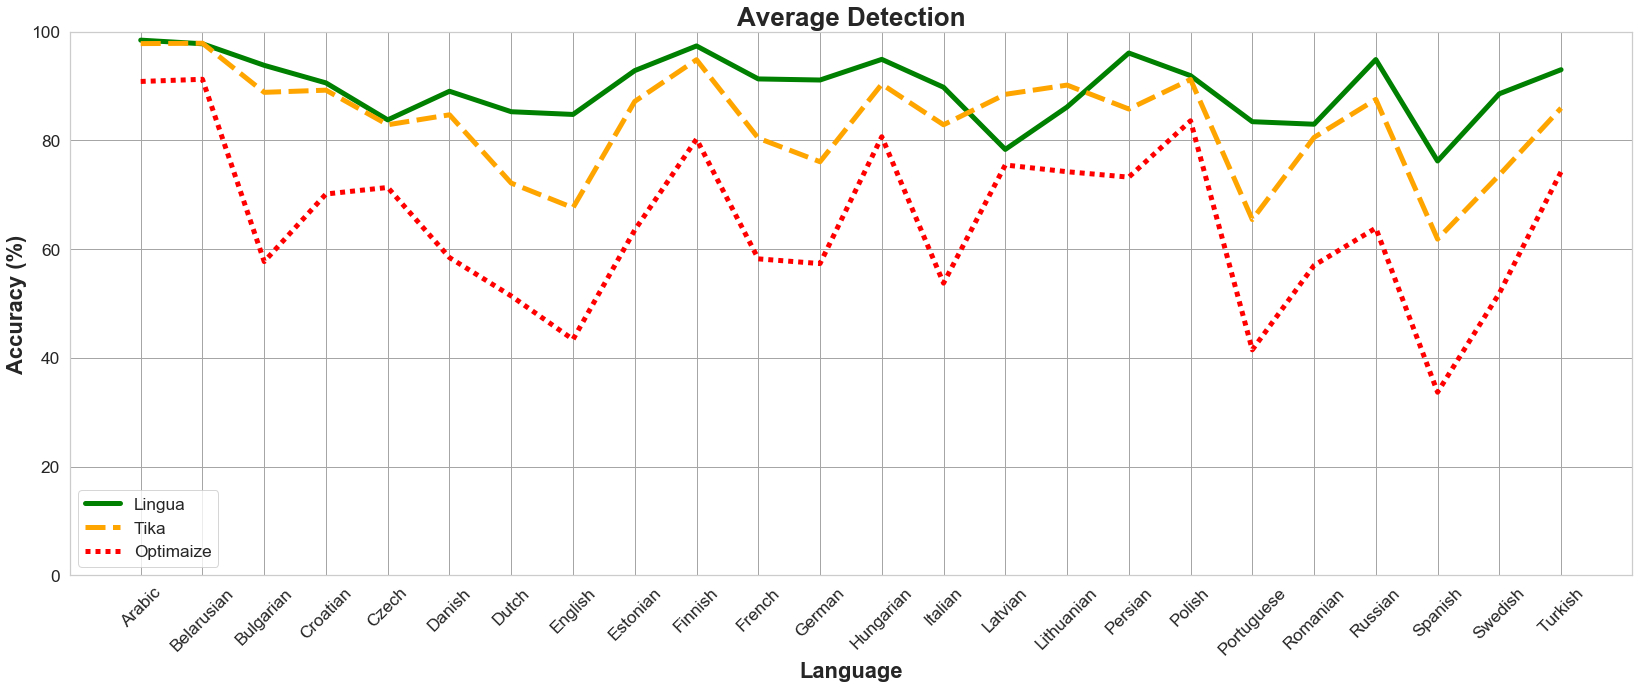 Average Detection
Accuracy (%)
100
80
60
40
20
0
Lingua
Tika
Optimaize
Arabic
Belarusian
Bulgarian
Croatian
Czech
Danish
Dutch
English
Estonian
Finnish
French
German
Hungarian
Italian
Latvian
Lithuanian
Persian
Polish
Portuguese
Romanian
Russian
Spanish
Swedish
Turkish
Language